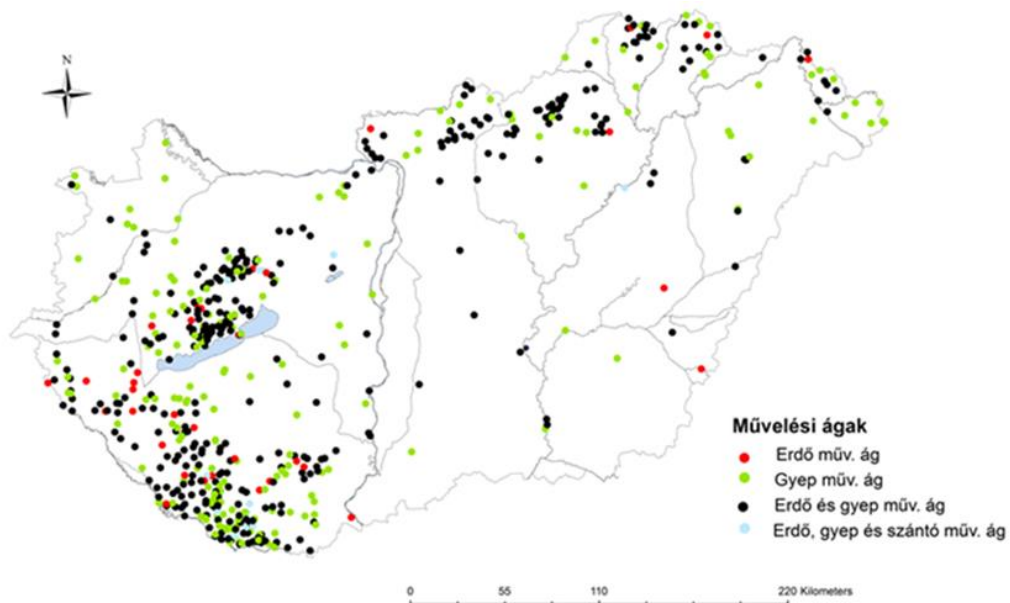 N
Művelési ágak
Erdő műv. ág
Gyep műv. ág
Erdő és gyep műv. ág
Erdő, gyep és szántó műv. ág
0 55 110 220 Kilometers